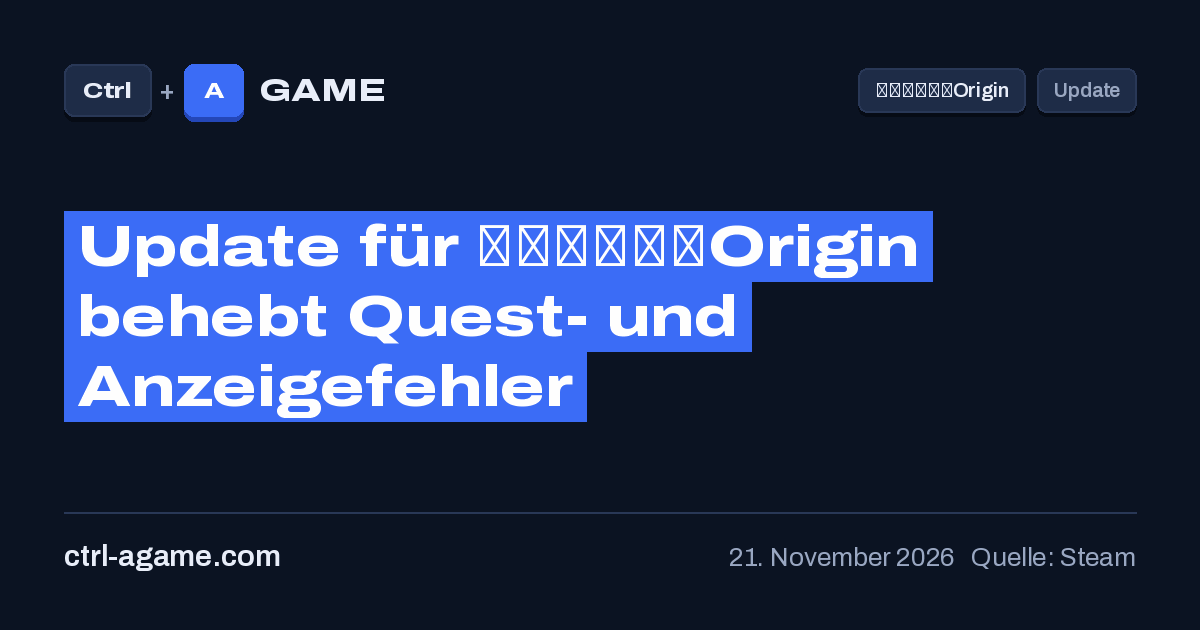 Ctrl + A GAME
Origin
Update
Update für Origin
behebt Quest- und
Anzeigefehler
ctrl-agame.com
21. November 2026 Quelle: Steam